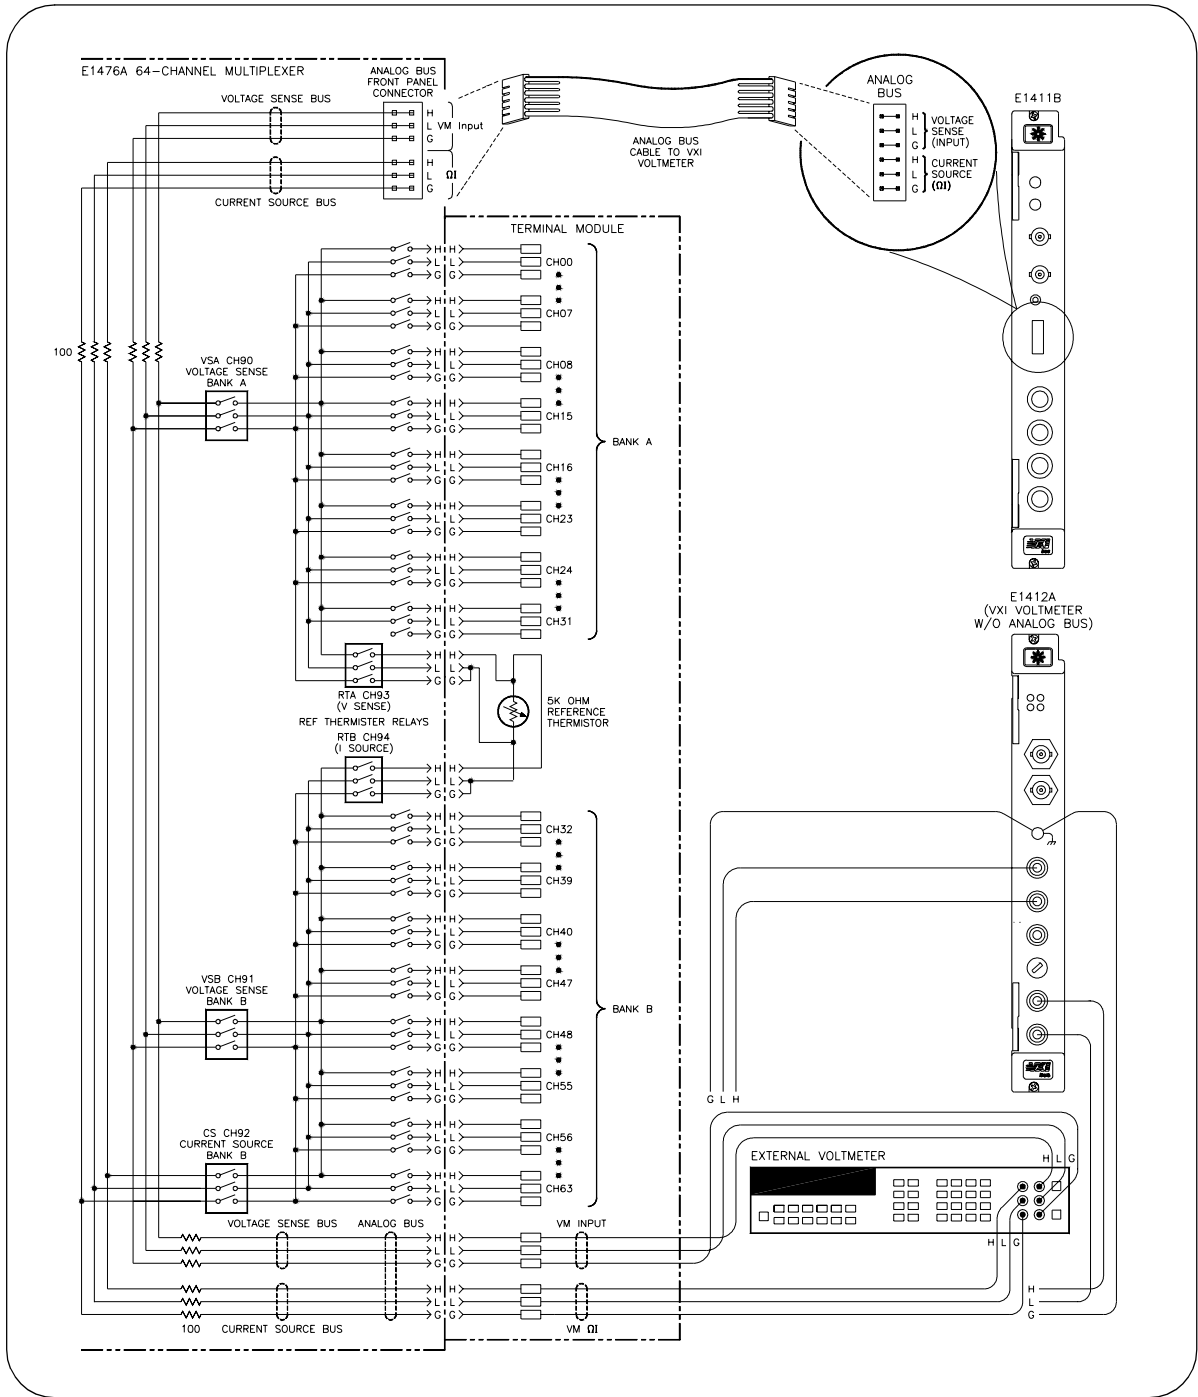 E1476A 64-CHANNEL MULTIPLEXER
ANALOG BUS
FRONT PANEL
CONNECTOR
VOLTAGE SENSE BUS
H
L VM Input
G
H
L ΩI
G
CURRENT SOURCE BUS
ANALOG BUS
CABLE TO VXI
VOLTMETER
ANALOG
BUS
H
L
G
VOLTAGE
SENSE
(INPUT)
H
L
G
CURRENT
SOURCE
(ΩI)
E1411B
TERMINAL MODULE
H H
L L CH00
G G
H H
L L CH07
G G
100
VSA CH90
VOLTAGE SENSE
BANK A
H H
L L CH08
G G
H H
L L CH15
G G
BANK A
H H
L L CH16
G G
H H
L L CH23
G G
H H
L L CH24
G G
H H
L L CH31
G G
E1412A
(VXI VOLTMETER
W/O ANALOG BUS)
H H
L L
G G
RTA CH93
(V SENSE)
REF THERMISTER RELAYS
5K OHM
REFERENCE
THERMISTOR
RTB CH94
(I SOURCE)
H H
L L
G G
H H
L L CH32
G G
H H
L L CH39
G G
H H
L L CH40
G G
VSB CH91
VOLTAGE SENSE
BANK B
H H
L L CH47
G G
BANK B
H H
L L CH48
G G
H H
L L CH55
G G
G L H
CS CH92
CURRENT SOURCE
BANK B
H H
L L CH56
G G
H H
L L CH63
G G
EXTERNAL VOLTMETER
H L G
H L G
VOLTAGE SENSE BUS
ANALOG BUS
VM INPUT
H H
L L
G G
H H
L L
G G
H
L
G
100
CURRENT SOURCE BUS
VM ΩI